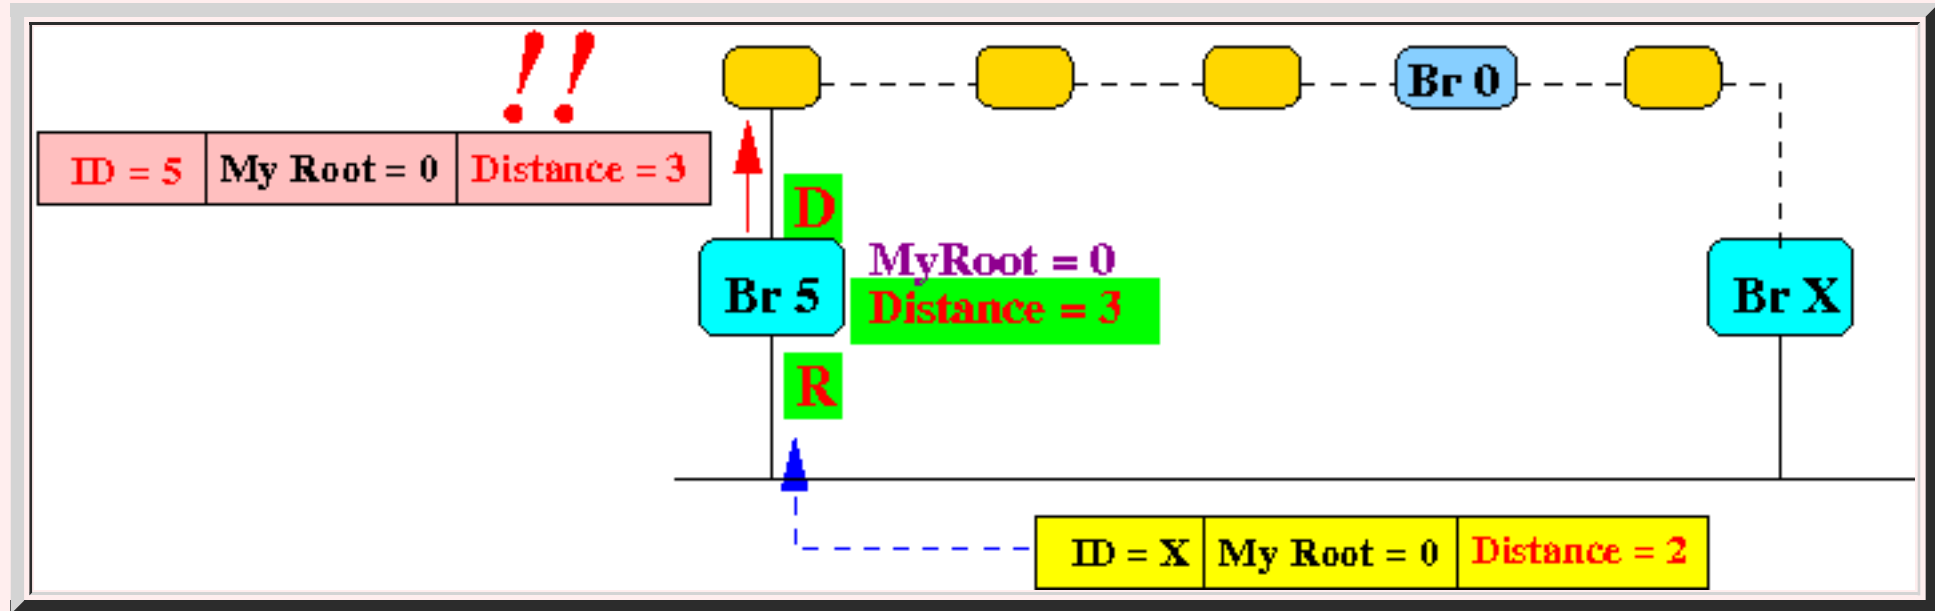 !!
Br 0
ID = 5 My Root = 0 Distance = 3
D
MyRoot = 0
Br 5
Distance = 3
Br X
R
ID = X My Root = 0 Distance = 2